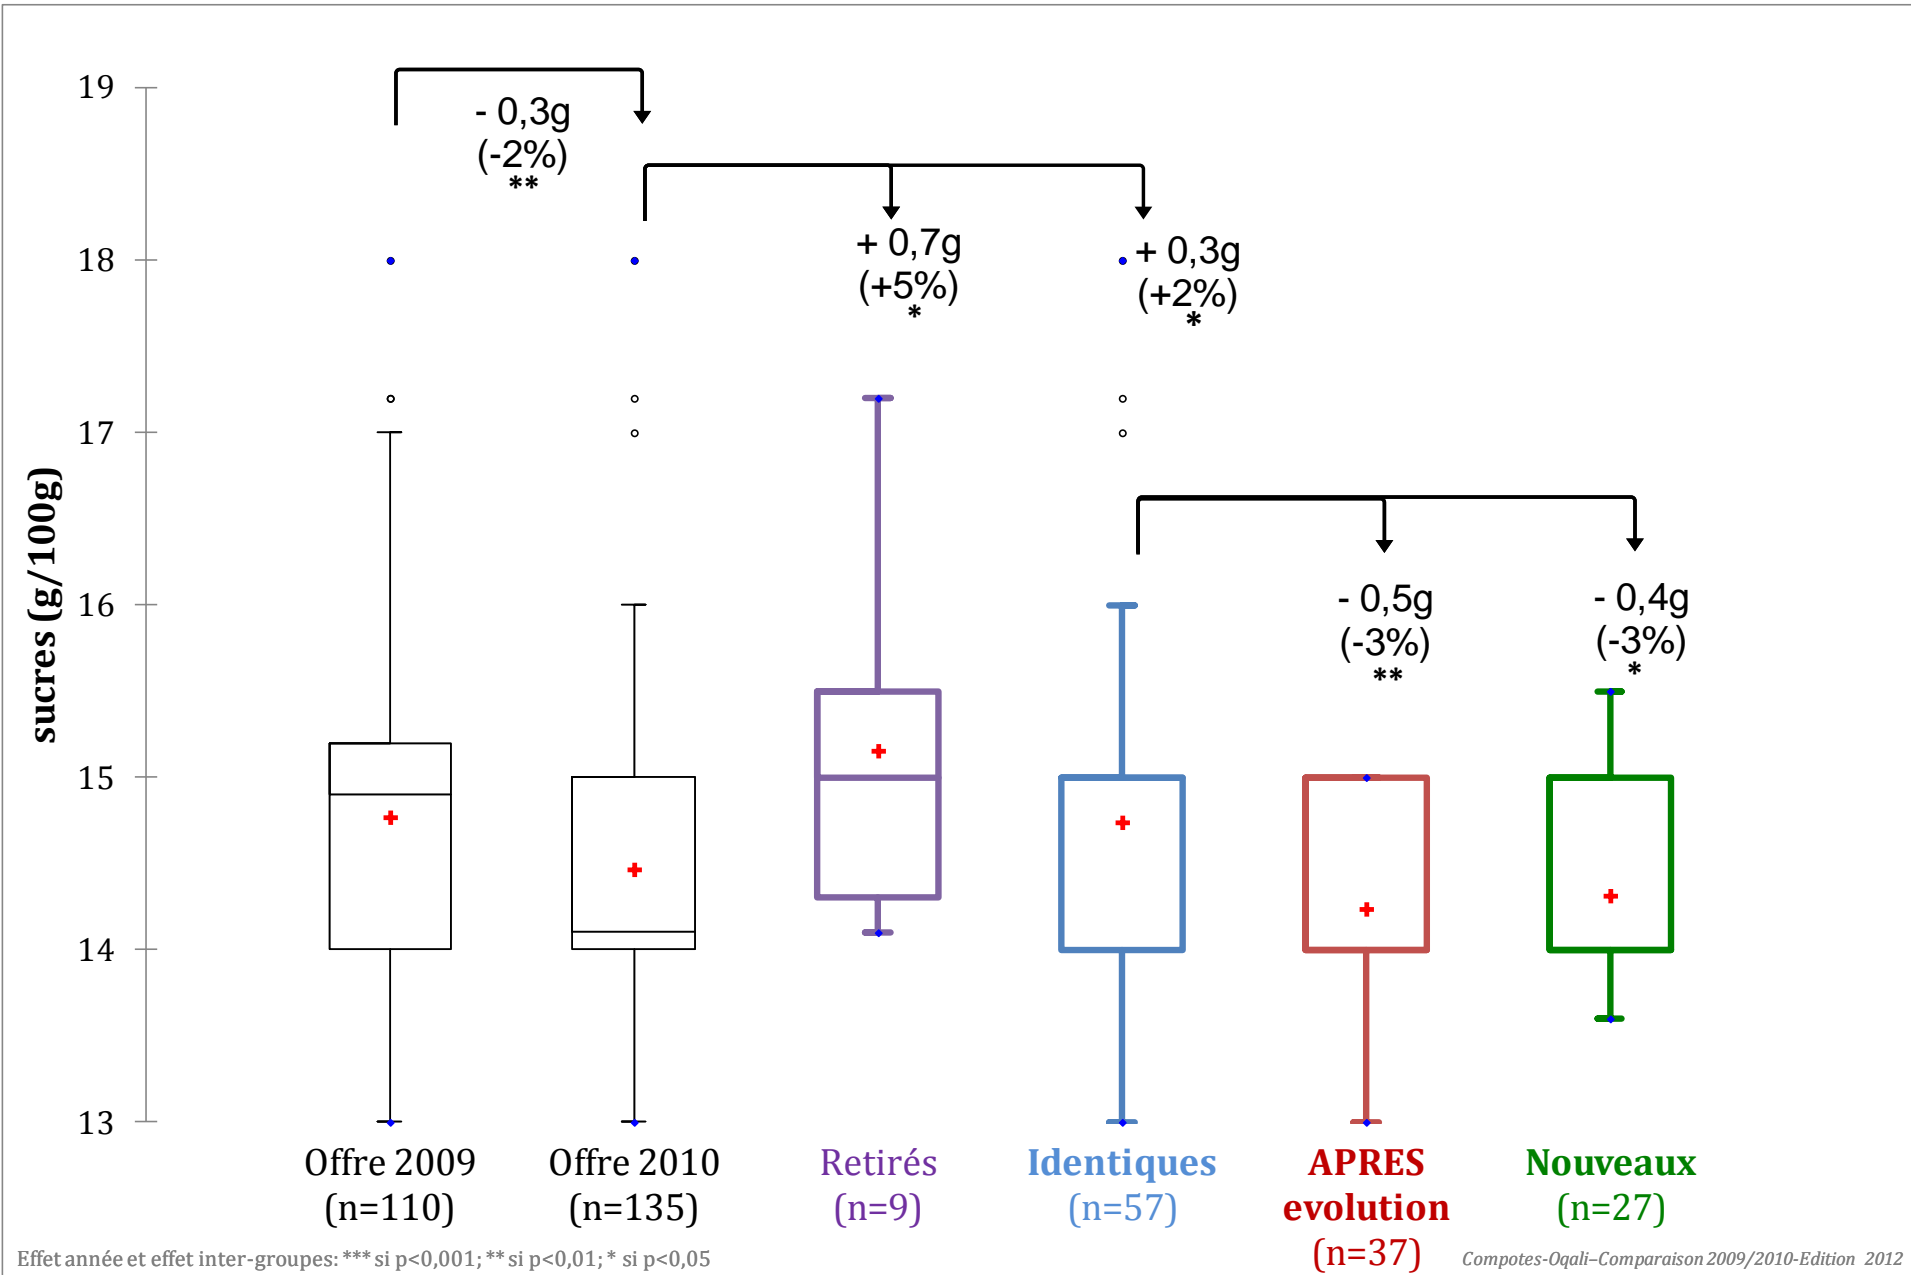 19
18
17
16
15
14
13
sucres (g/100g)
- 0,3g
(-2%)
**
+ 0,7g
(+5%)
*
+ 0,3g
(+2%)
*
- 0,5g
(-3%)
**
- 0,4g
(-3%)
*
Offre 2009
(n=110)
Offre 2010
(n=135)
Retirés
(n=9)
Identiques
(n=57)
APRES
evolution
(n=37)
Nouveaux
(n=27)
Effet année et effet inter-groupes: *** si p<0,001; ** si p<0,01; * si p<0,05
Compotes-Oqali–Comparaison 2009/2010-Edition 2012